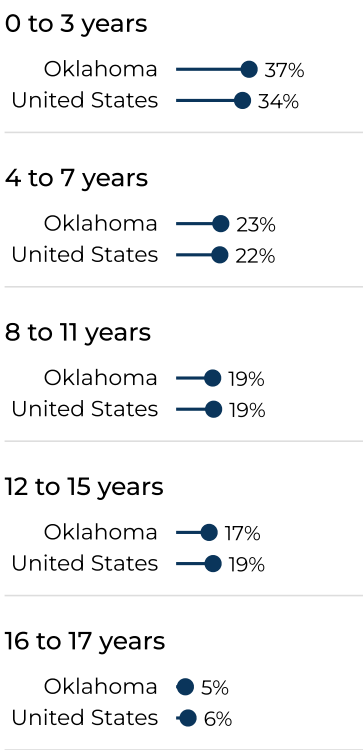 0 to 3 years
Oklahoma 37%
United States 34%
4 to 7 years
Oklahoma 23%
United States 22%
8 to 11 years
Oklahoma 19%
United States 19%
12 to 15 years
Oklahoma 17%
United States 19%
16 to 17 years
Oklahoma 5%
United States 6%